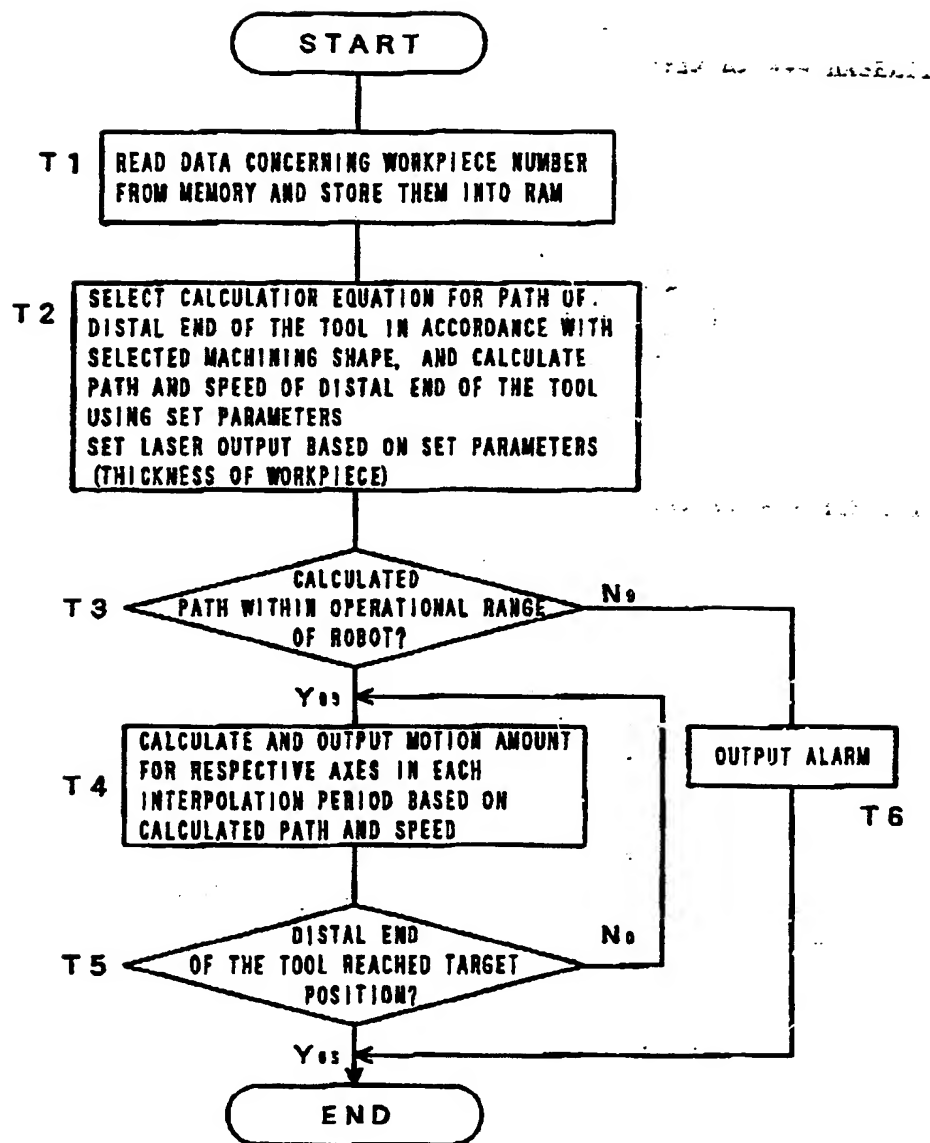 START
T1
READ DATA CONCERNING WORKPIECE NUMBER
FROM MEMORY AND STORE THEM INTO RAM
T2
SELECT CALCULATION EQUATION FOR PATH OF.
DISTAL END OF THE TOOL IN ACCORDANCE WITH
SELECTED MACHINING SHAPE, AND CALCULATE
PATH AND SPEED OF DISTAL END OF THE TOOL
USING SET PARAMETERS
SET LASER OUTPUT BASED ON SET PARAMETERS
(THICKNESS OF WORKPIECE)
T3
CALCULATED
PATH WITHIN OPERATIONAL RANGE
OF ROBOT?
No
Yes
T4
CALCULATE AND OUTPUT MOTION AMOUNT
FOR RESPECTIVE AXES IN EACH
INTERPOLATION PERIOD BASED ON
CALCULATED PATH AND SPEED
OUTPUT ALARM
T6
T5
DISTAL END
OF THE TOOL REACHED TARGET
POSITION?
No
Yes
END